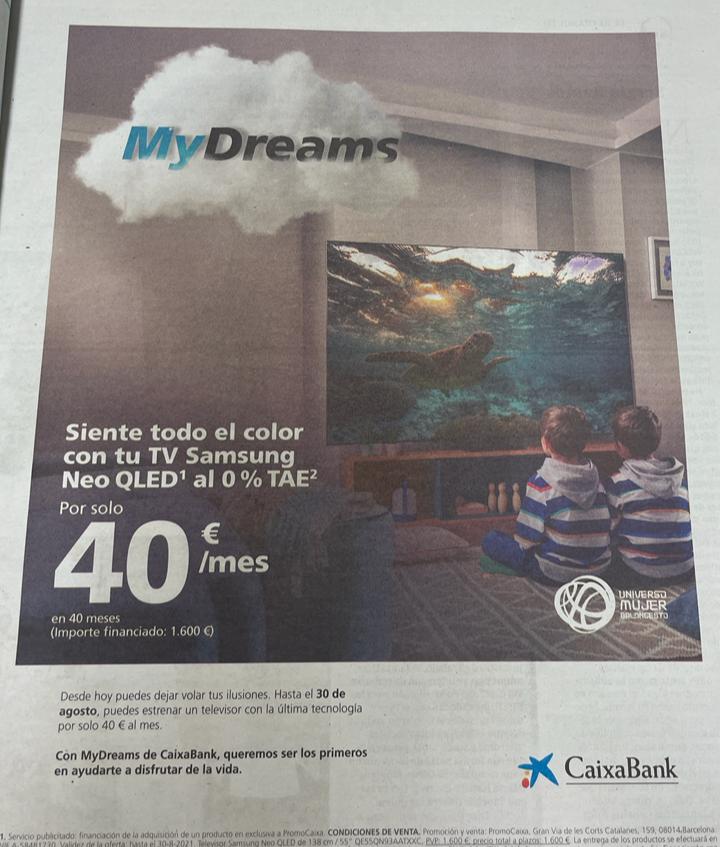 MyDreams
Siente todo el color
con tu TV Samsung
Neo QLED¹ al 0 % TAE²
Por solo
40 €/mes
en 40 meses
(Importe financiado: 1.600 €)
UNIVERSO
MUJER
BALONCESTO
Desde hoy puedes dejar volar tus ilusiones. Hasta el 30 de
agosto, puedes estrenar un televisor con la última tecnología
por solo 40 € al mes.
Con MyDreams de CaixaBank, queremos ser los primeros
en ayudarte a disfrutar de la vida.
CaixaBank
1. Servicio publicitado: financiación de la adquisición de un producto en exclusiva a PromoCaixa. CONDICIONES DE VENTA. Promoción y venta: PromoCaixa, Gran Via de les Corts Catalanes, 159, 08014 Barcelona.
Validez de la oferta: hasta el 30-8-2021. Televisor Samsung Neo QLED de 138 cm / 55" QE55QN93AATXXC, PVP: 1.600 €, precio total a plazos: 1.600 €. La entrega de los productos se efectuará en